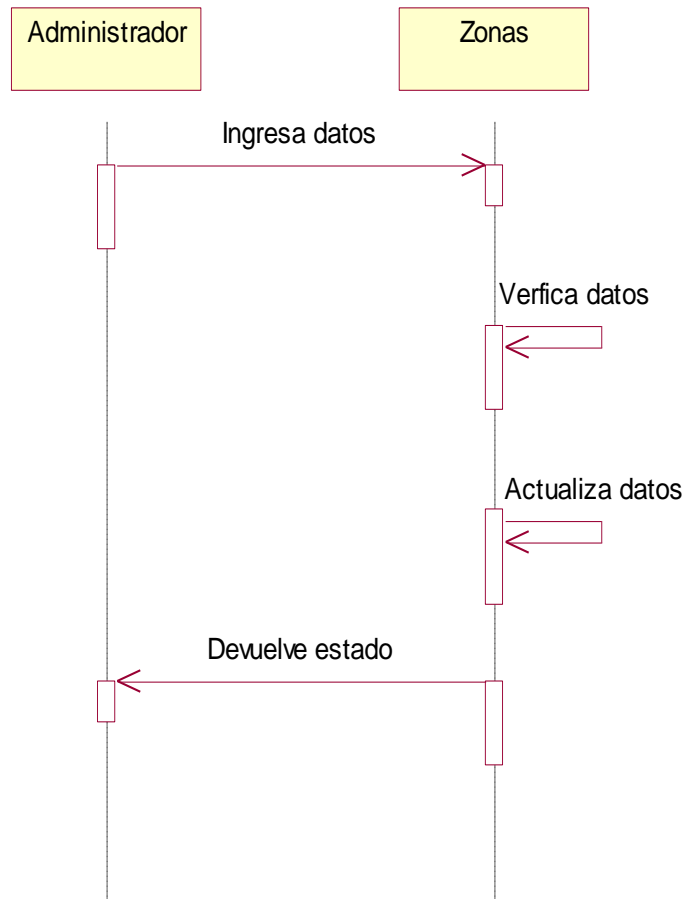 Administrador
Zonas
Ingresa datos
Verfica datos
Actualiza datos
Devuelve estado